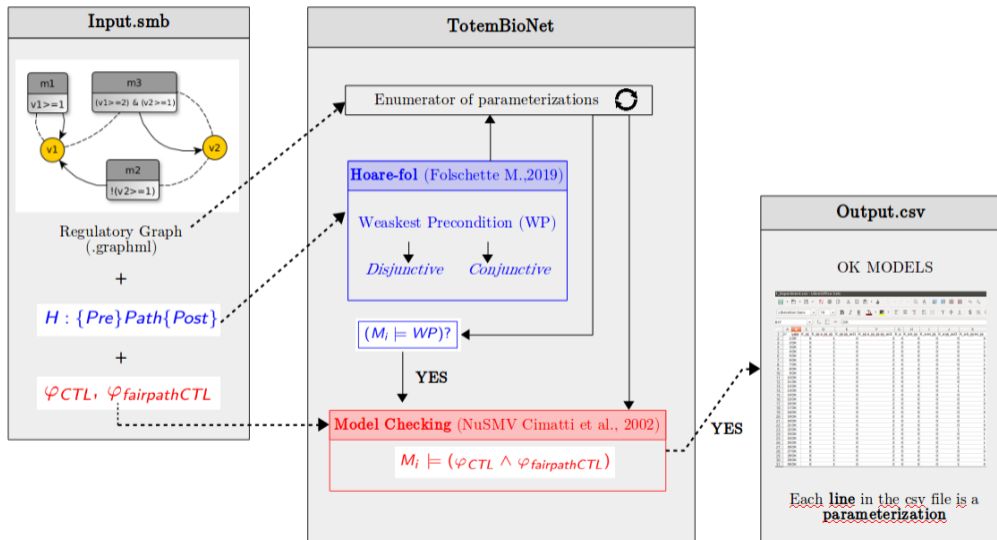 Input.smb
m1
v1>=1
m3
(v1>=2) & (v2>=1)
v1
v2
m2
!(v2>=1)
Regulatory Graph
(.graphml)
+
H : {Pre}Path{Post}
+
φCTL, φfairpathCTL
TotemBioNet
Enumerator of parameterizations
Hoare-fol (Folschette M.,2019)
Weaskest Precondition (WP)
Disjunctive Conjunctive
(Mi ⊨ WP)?
YES
Model Checking (NuSMV Cimatti et al., 2002)
Mi ⊨ (φCTL ∧ φfairpathCTL)
YES
Output.csv
OK MODELS
Each line in the csv file is a
parameterization